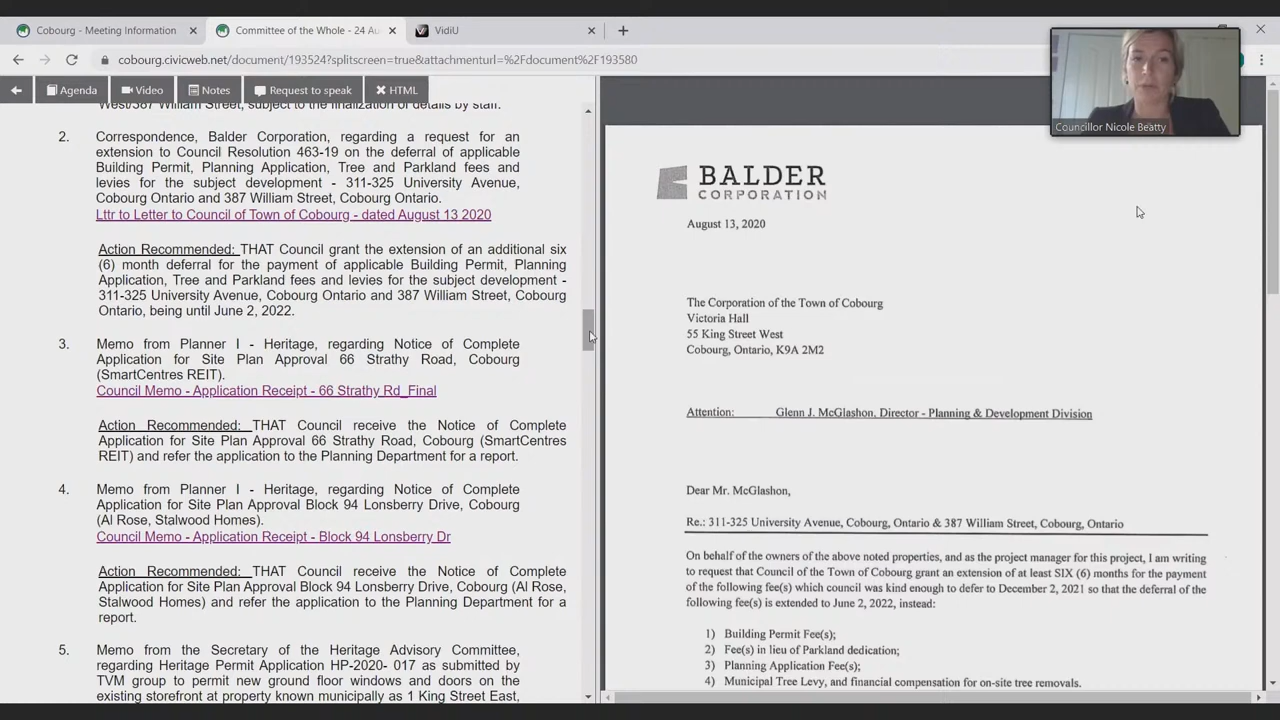 Cobourg - Meeting Information
Committee of the Whole - 24 Au
VidiU
cobourg.civicweb.net/document/193524?splitscreen=true&attachmenturl=%2Fdocument%2F193580
Agenda
Video
Notes
Request to speak
HTML
West/387 William Street, subject to the finalization of details by staff.
2. Correspondence, Balder Corporation, regarding a request for an
extension to Council Resolution 463-19 on the deferral of applicable
Building Permit, Planning Application, Tree and Parkland fees and
levies for the subject development - 311-325 University Avenue,
Cobourg Ontario and 387 William Street, Cobourg Ontario.
Lttr to Letter to Council of Town of Cobourg - dated August 13 2020
Action Recommended: THAT Council grant the extension of an additional six
(6) month deferral for the payment of applicable Building Permit, Planning
Application, Tree and Parkland fees and levies for the subject development -
311-325 University Avenue, Cobourg Ontario and 387 William Street, Cobourg
Ontario, being until June 2, 2022.
3. Memo from Planner I - Heritage, regarding Notice of Complete
Application for Site Plan Approval 66 Strathy Road, Cobourg
(SmartCentres REIT).
Council Memo - Application Receipt - 66 Strathy Rd_Final
Action Recommended: THAT Council receive the Notice of Complete
Application for Site Plan Approval 66 Strathy Road, Cobourg (SmartCentres
REIT) and refer the application to the Planning Department for a report.
4. Memo from Planner I - Heritage, regarding Notice of Complete
Application for Site Plan Approval Block 94 Lonsberry Drive, Cobourg
(Al Rose, Stalwood Homes).
Council Memo - Application Receipt - Block 94 Lonsberry Dr
Action Recommended: THAT Council receive the Notice of Complete
Application for Site Plan Approval Block 94 Lonsberry Drive, Cobourg (Al Rose,
Stalwood Homes) and refer the application to the Planning Department for a
report.
5. Memo from the Secretary of the Heritage Advisory Committee,
regarding Heritage Permit Application HP-2020- 017 as submitted by
TVM group to permit new ground floor windows and doors on the
existing storefront at property known municipally as 1 King Street East,
Councillor Nicole Beatty
BALDER
CORPORATION
August 13, 2020
The Corporation of the Town of Cobourg
Victoria Hall
55 King Street West
Cobourg, Ontario, K9A 2M2
Attention: Glenn J. McGlashon, Director - Planning & Development Division
Dear Mr. McGlashon,
Re.: 311-325 University Avenue, Cobourg, Ontario & 387 William Street, Cobourg, Ontario
On behalf of the owners of the above noted properties, and as the project manager for this project, I am writing
to request that Council of the Town of Cobourg grant an extension of at least SIX (6) months for the payment
of the following fee(s) which council was kind enough to defer to December 2, 2021 so that the deferral of the
following fee(s) is extended to June 2, 2022, instead:
1) Building Permit Fee(s);
2) Fee(s) in lieu of Parkland dedication;
3) Planning Application Fee(s);
4) Municipal Tree Levy, and financial compensation for on-site tree removals.